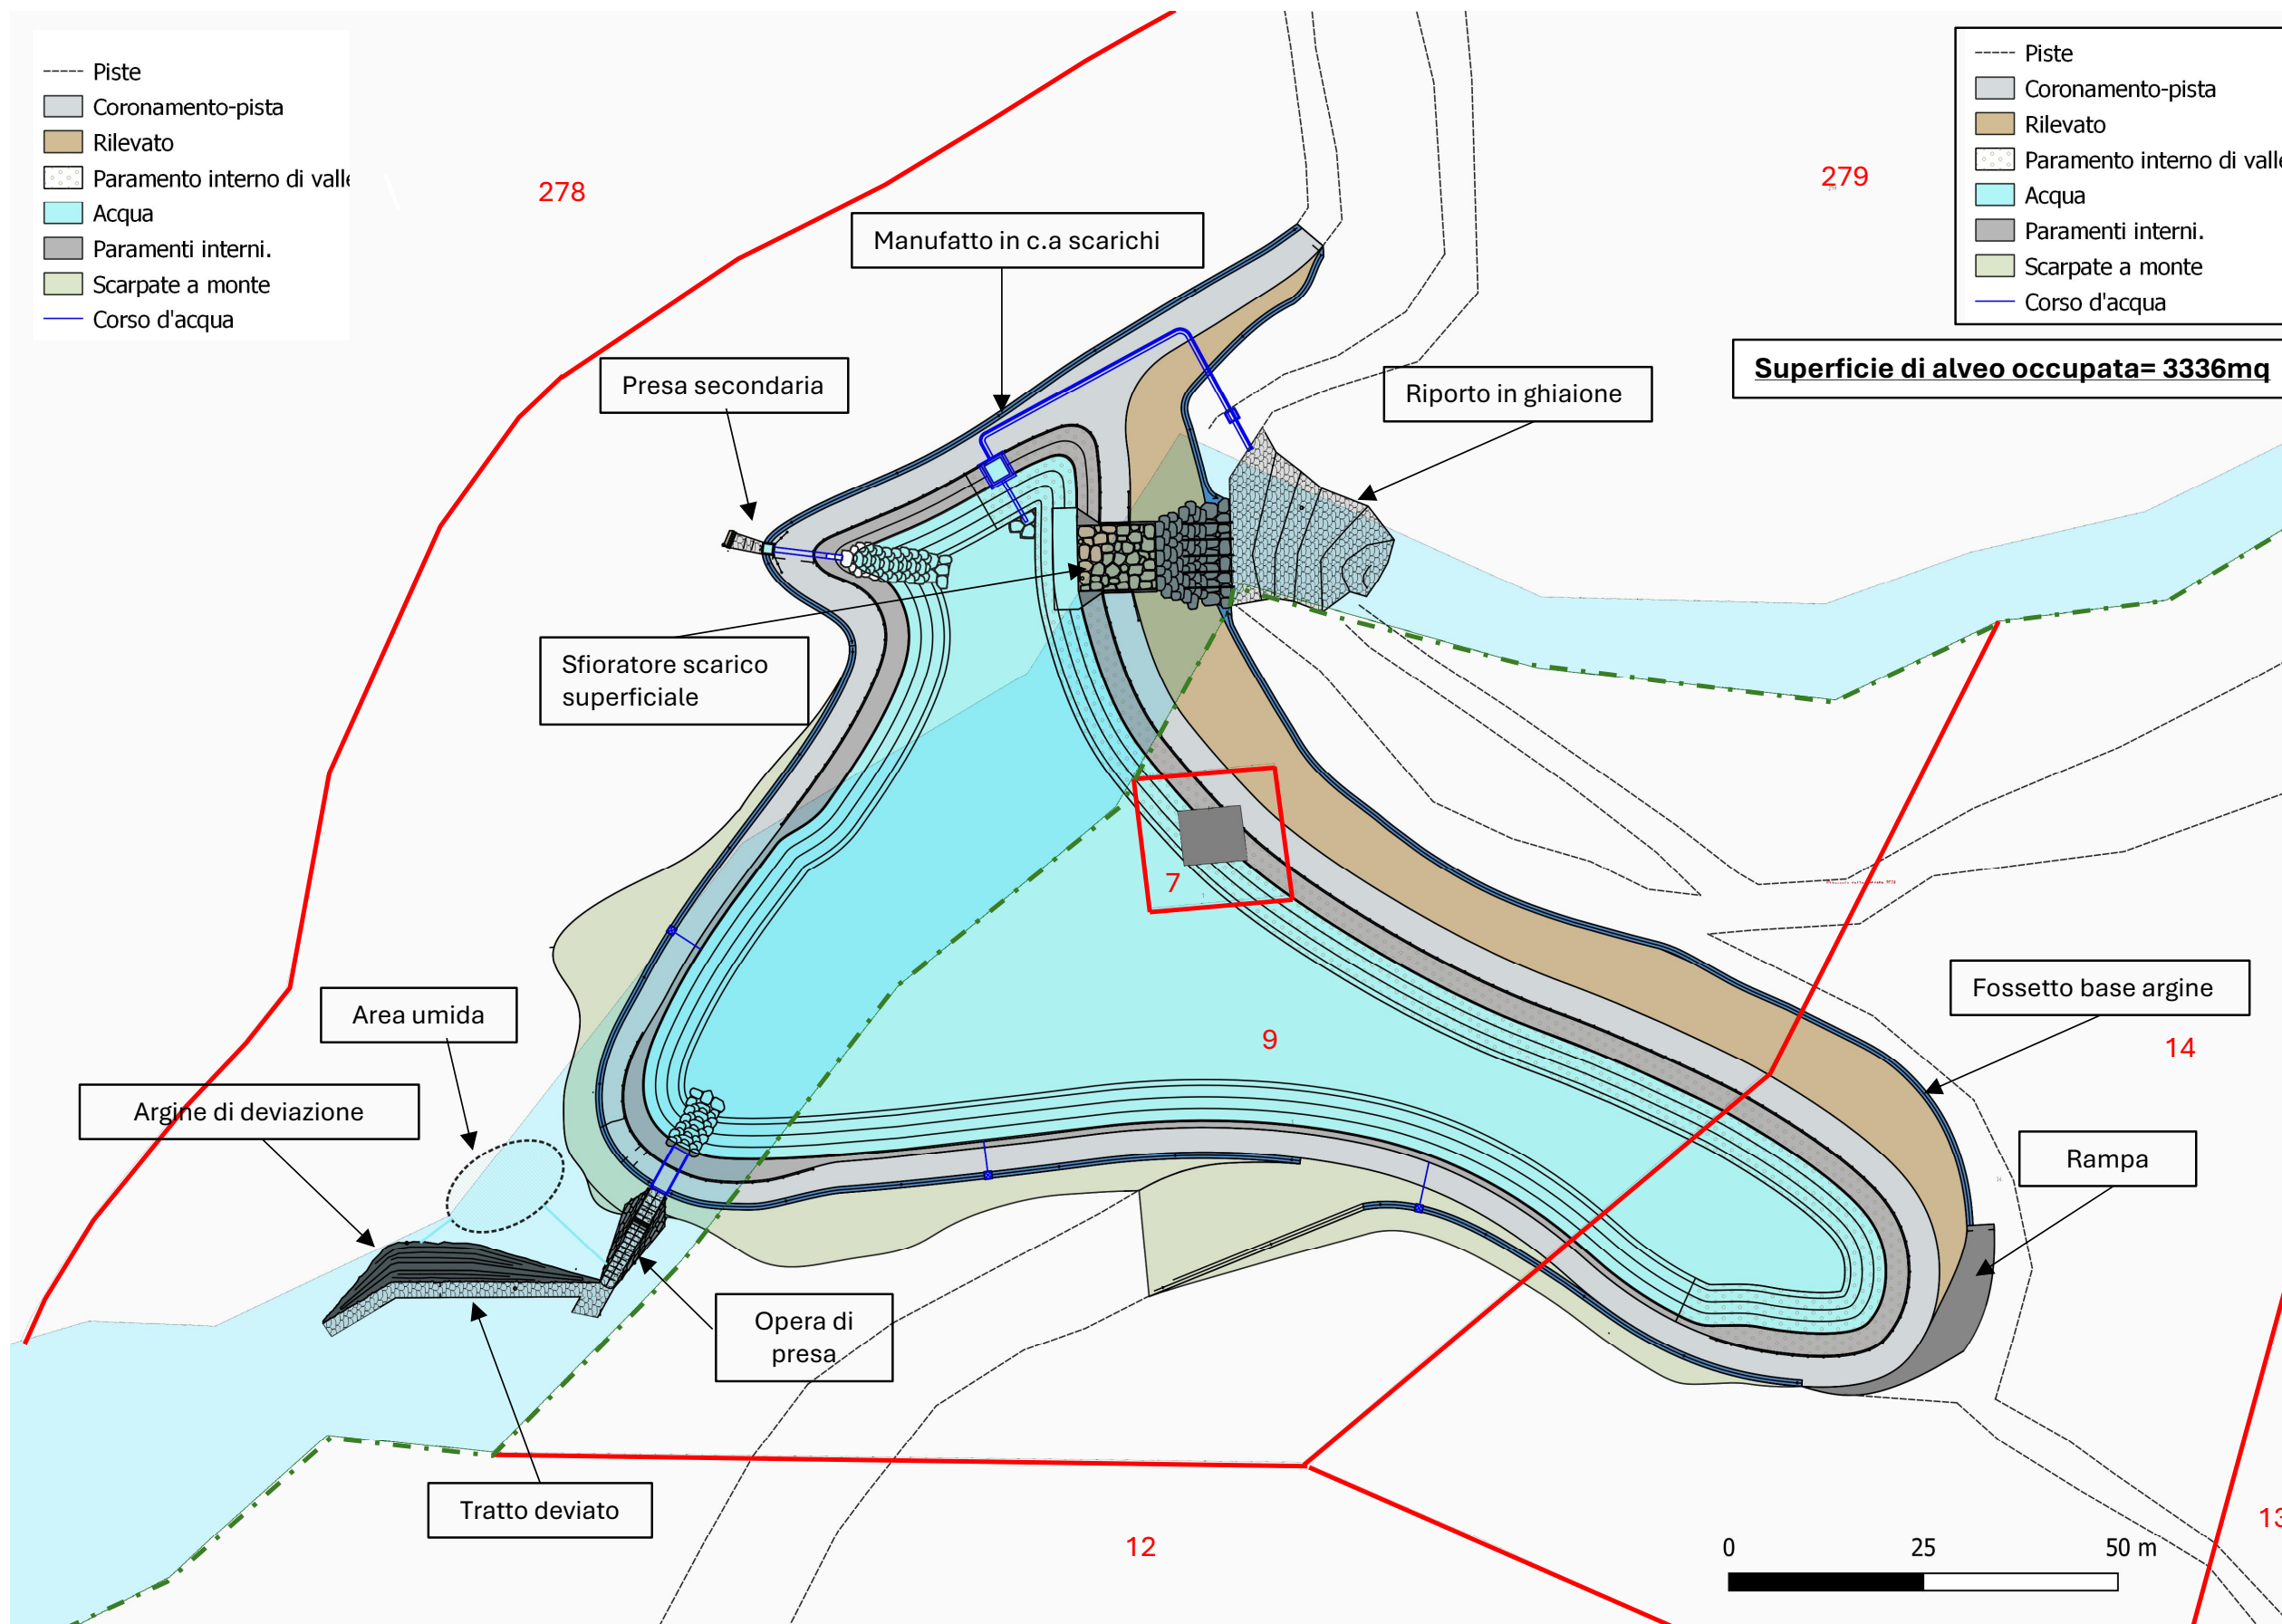 Piste
Coronamento-pista
Rilevato
Paramento interno di valle
Acqua
Paramenti interni.
Scarpate a monte
Corso d'acqua
278
279
Piste
Coronamento-pista
Rilevato
Paramento interno di valle
Acqua
Paramenti interni.
Scarpate a monte
Corso d'acqua
Superficie di alveo occupata= 3336mq
Manufatto in c.a scarichi
Presa secondaria
Riporto in ghiaione
Sfioratore scarico
superficiale
7
9
14
Fossetto base argine
Area umida
Argine di deviazione
Rampa
Opera di
presa
Tratto deviato
12
13
0 25 50 m